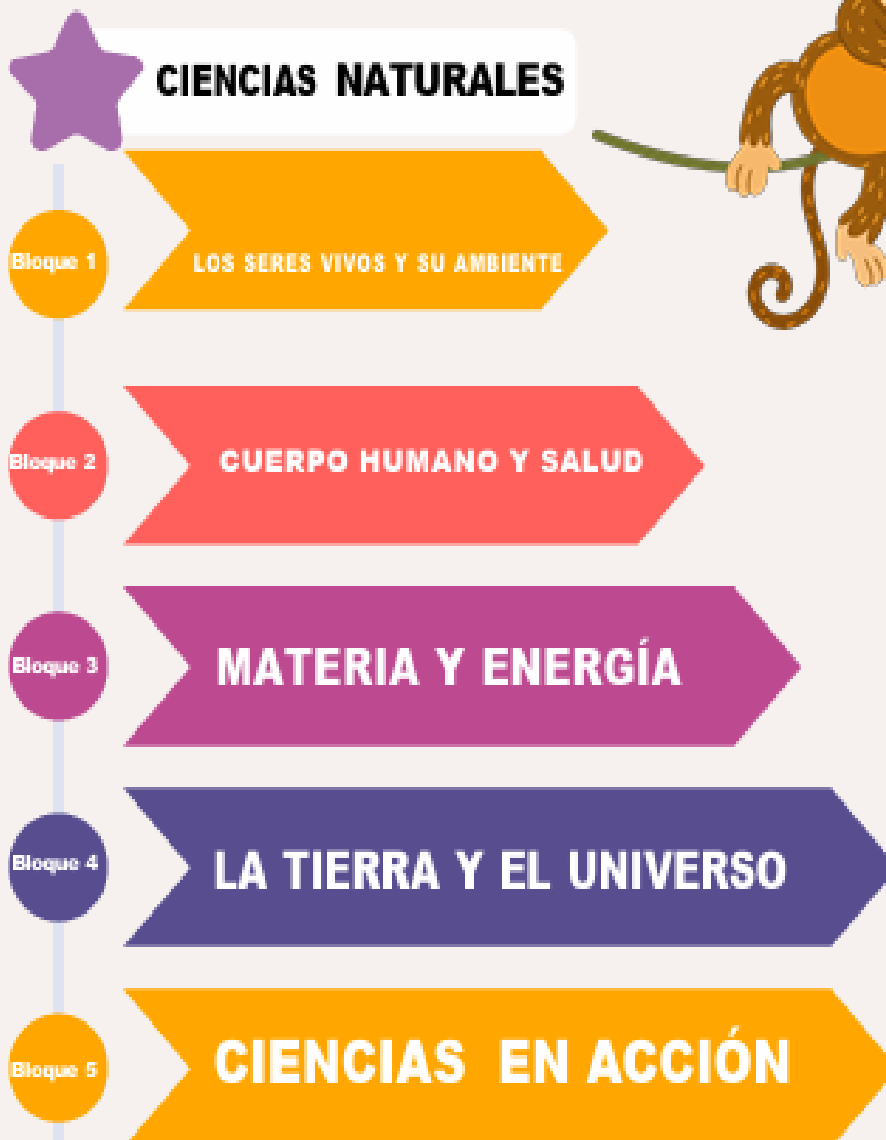 CIENCIAS NATURALES
Bloque 1
LOS SERES VIVOS Y SU AMBIENTE
Bloque 2
CUERPO HUMANO Y SALUD
Bloque 3
MATERIA Y ENERGÍA
Bloque 4
LA TIERRA Y EL UNIVERSO
Bloque 5
CIENCIAS EN ACCIÓN